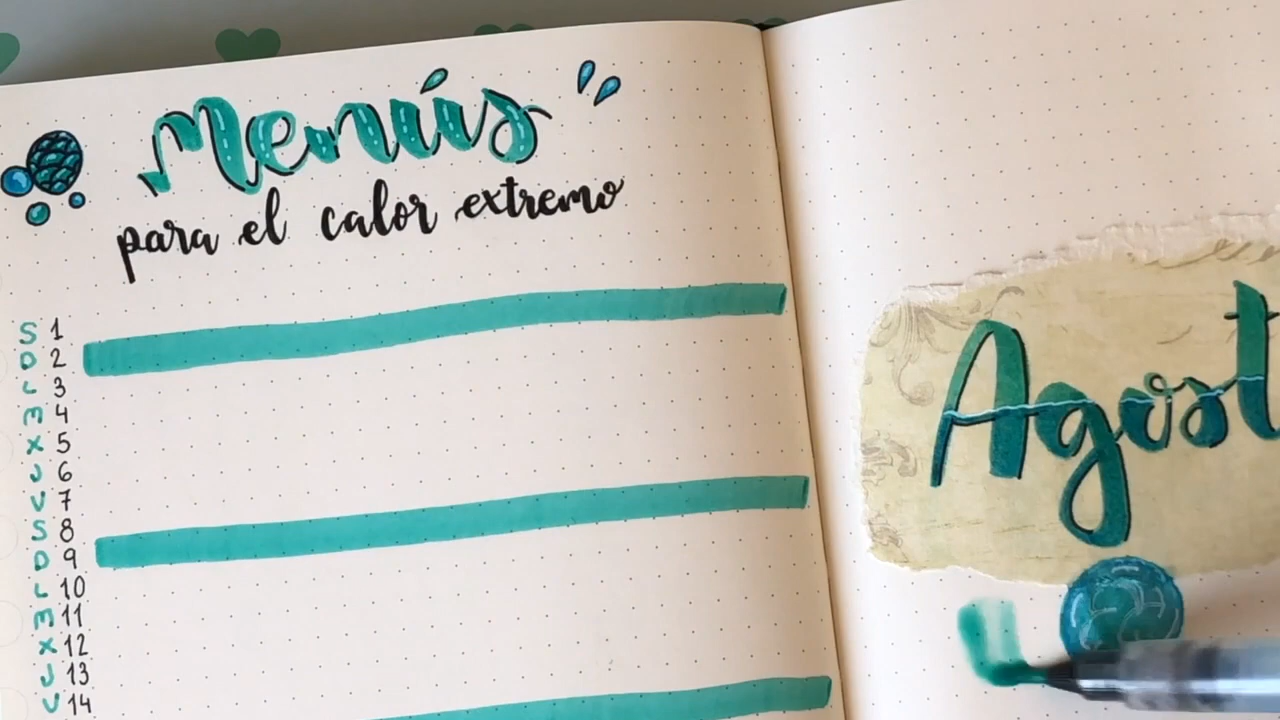 Menús
para el calor extremo
S 1
D 2
L 3
M 4
X 5
J 6
V 7
S 8
D 9
L 10
M 11
X 12
J 13
V 14
Agost